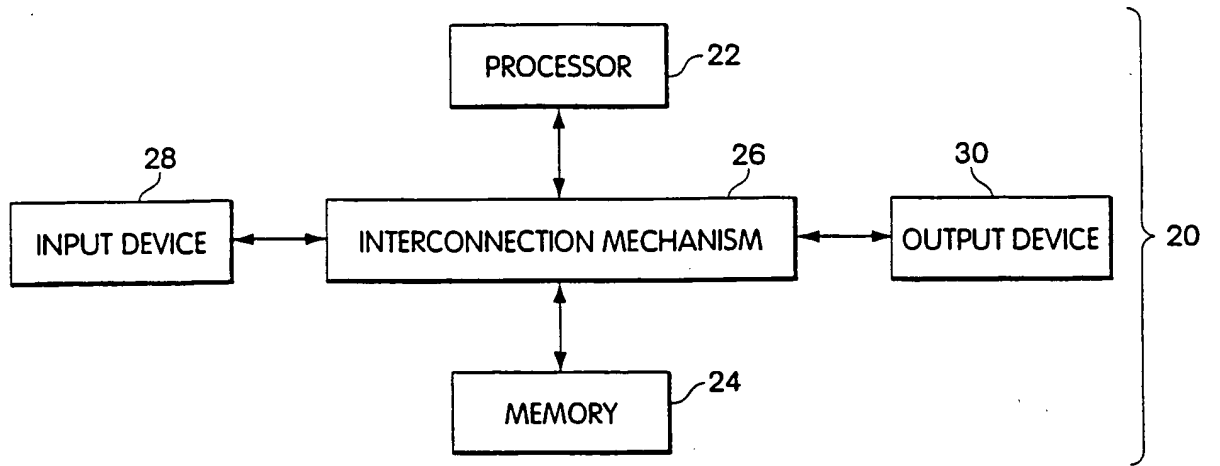 PROCESSOR
22
28
26
30
INPUT DEVICE
INTERCONNECTION MECHANISM
OUTPUT DEVICE
20
24
MEMORY